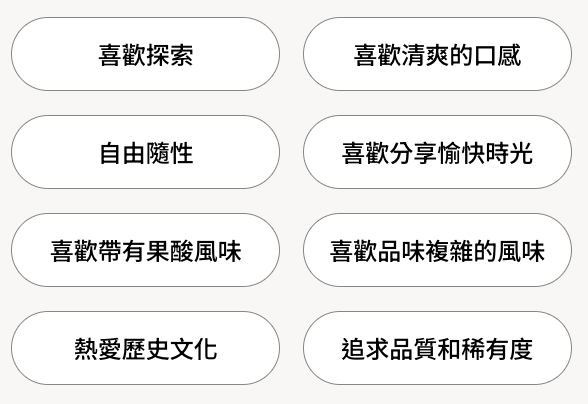 喜歡探索
喜歡清爽的口感
自由隨性
喜歡分享愉快時光
喜歡帶有果酸風味
喜歡品味複雜的風味
熱愛歷史文化
追求品質和稀有度